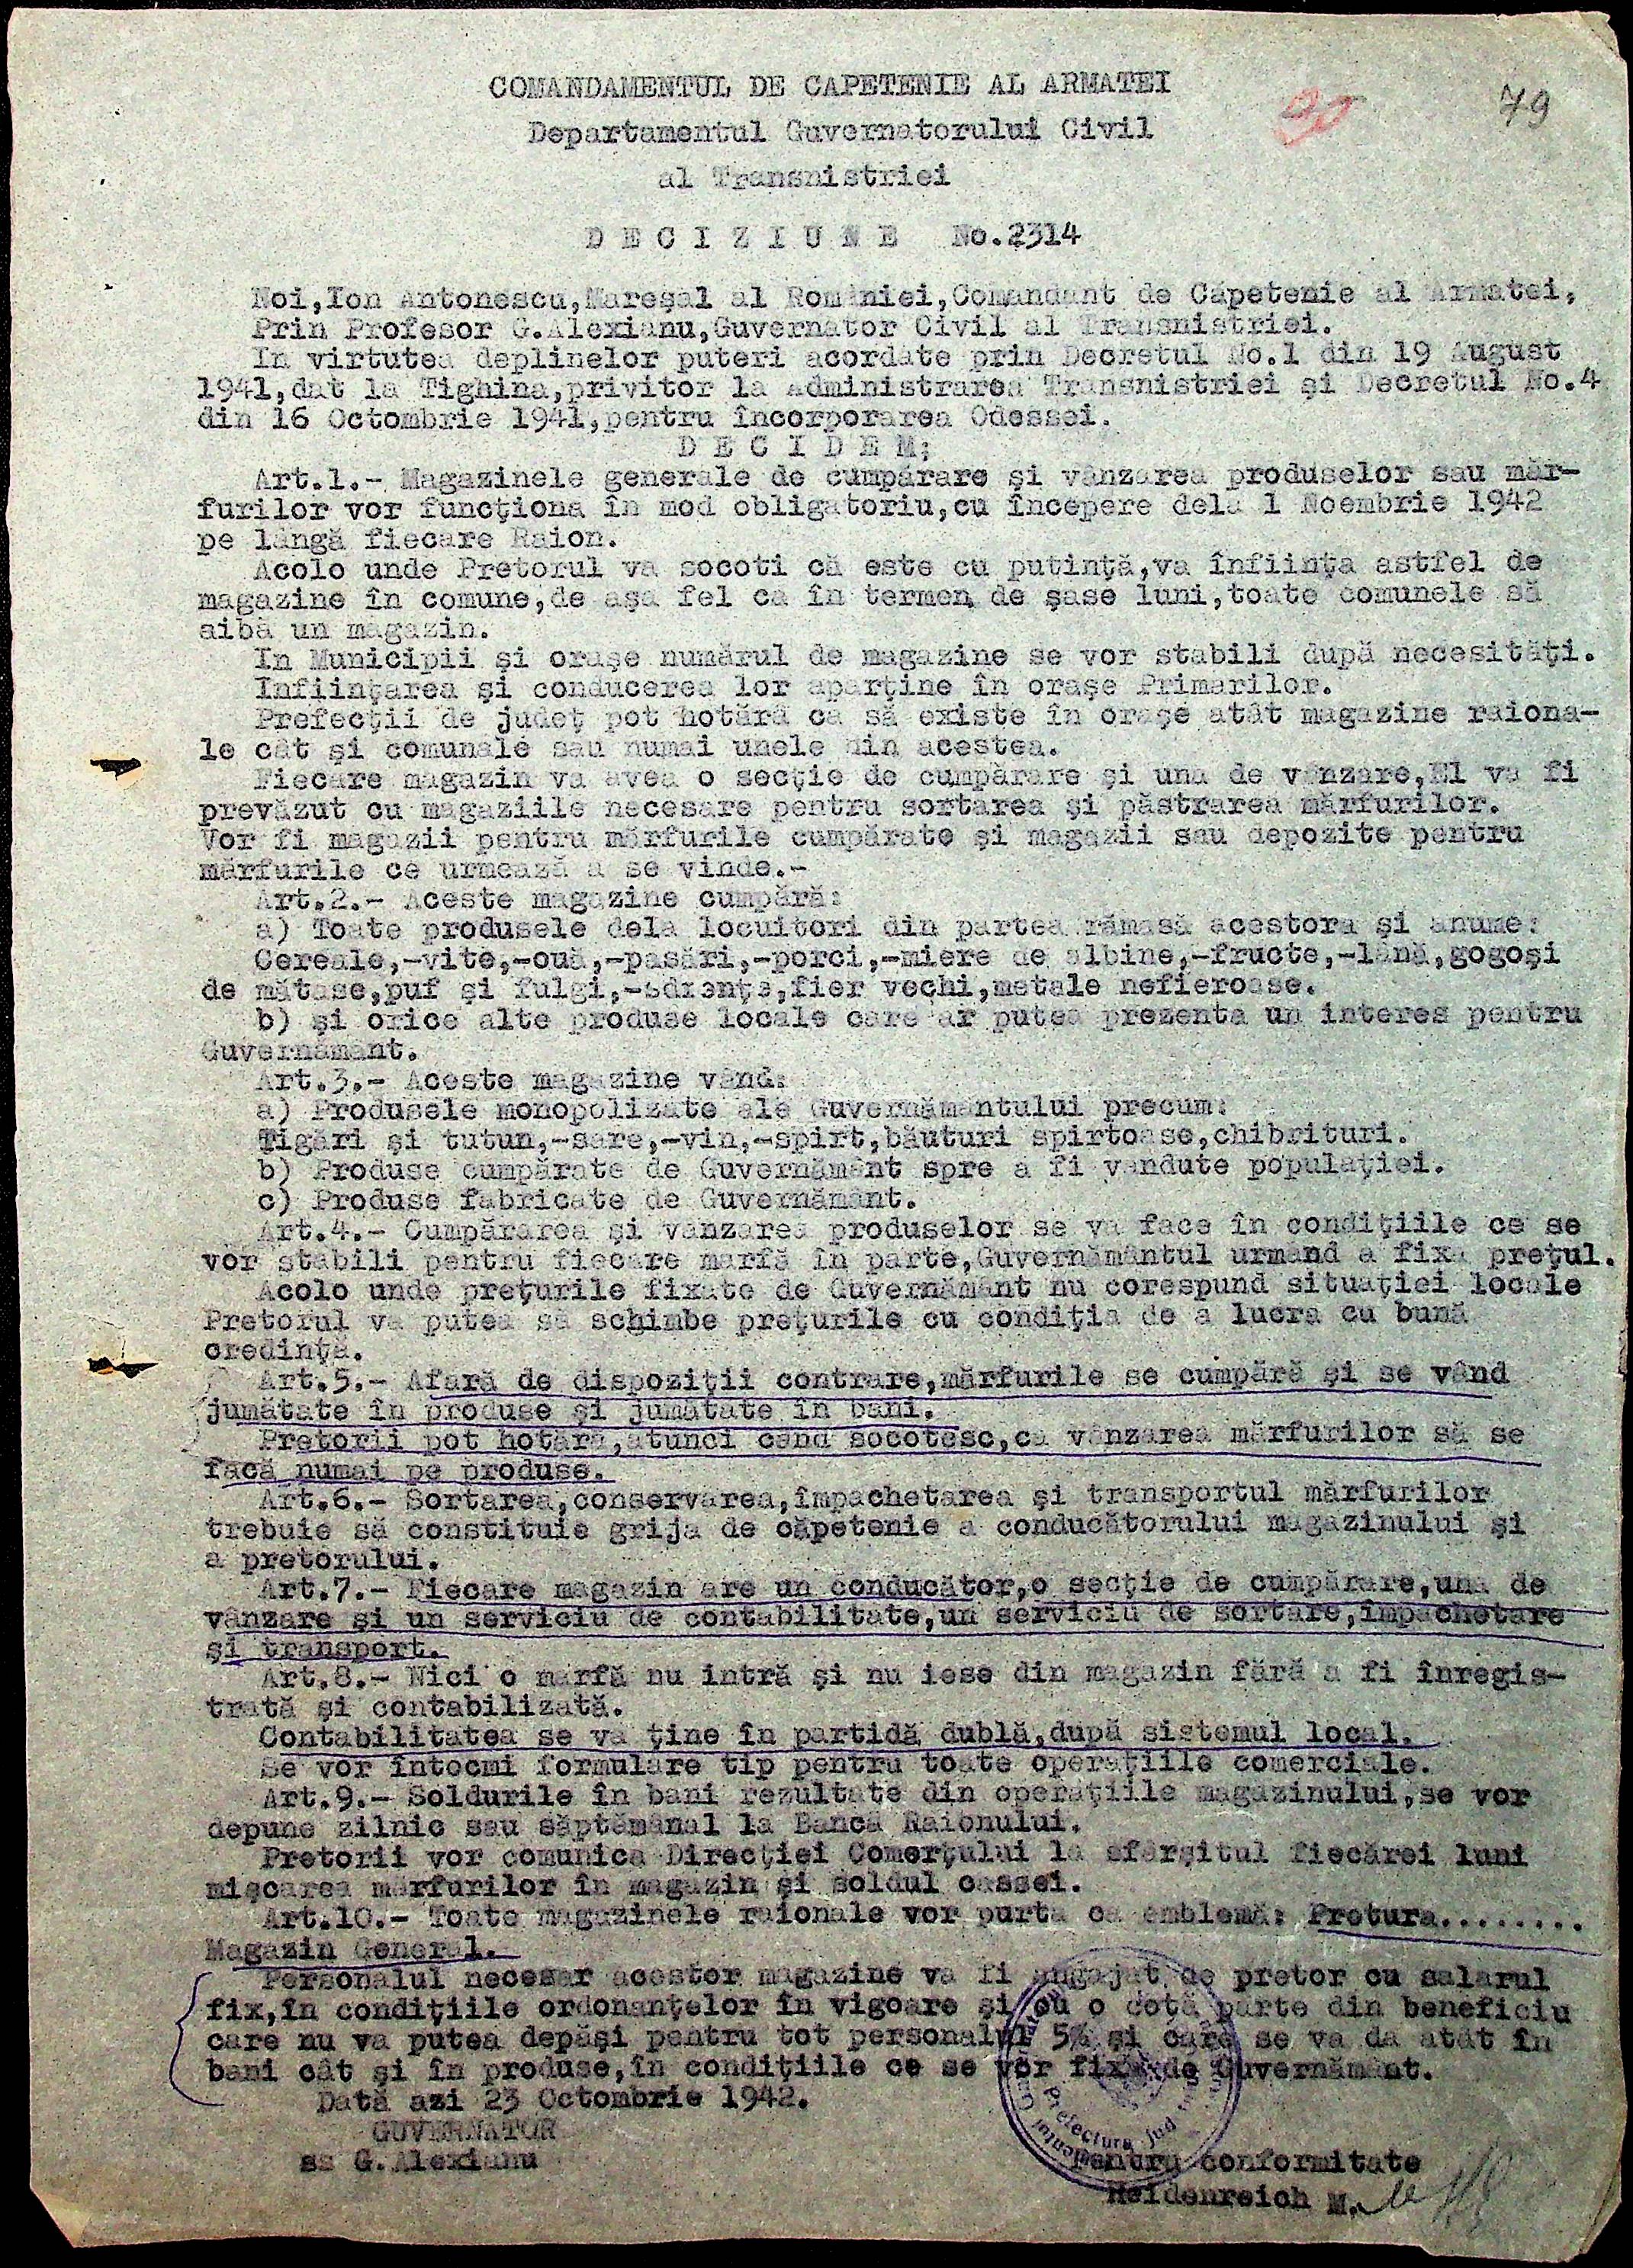 79
COMANDAMENTUL DE CAPETENIE AL ARMATEI
Departamentul Guvernatorului Civil
al Transnistriei
D E C I Z I U N E No.2314
Noi,Ion Antonescu,Mareşal al României,Comandant de Căpetenie al Armatei,
Prin Profesor G.Alexianu,Guvernator Civil al Transnistriei.
In virtutea deplinelor puteri acordate prin Decretul No.1 din 19 August
1941,dat la Tighina,privitor la Administrarea Transnistriei şi Decretul No.4
din 16 Octombrie 1941,pentru încorporarea Odessei.
D E C I D E M;
Art.1.- Magazinele generale de cumpărare şi vânzarea produselor sau măr-
furilor vor funcţiona în mod obligatoriu,cu începere dela 1 Noembrie 1942
pe lângă fiecare Raion.
Acolo unde Pretorul va socoti că este cu putinţă,va înfiinţa astfel de
magazine în comune,de aşa fel ca în termen de şase luni,toate comunele să
aibă un magazin.
In Municipii şi oraşe numărul de magazine se vor stabili după necesităţi.
Infiinţarea şi conducerea lor aparţine în oraşe Primarilor.
Prefecţii de judeţ pot hotără ca să existe în oraşe atât magazine raiona-
le cât şi comunale sau numai unele din acestea.
Fiecare magazin va avea o secţie de cumpărare şi una de vânzare,El va fi
prevăzut cu magaziile necesare pentru sortarea şi păstrarea mărfurilor.
Vor fi magazii pentru mărfurile cumpărate şi magazii sau depozite pentru
mărfurile ce urmează a se vinde.-
Art.2.- Aceste magazine cumpără:
a) Toate produsele dela locuitori din partea rămasă acestora şi anume:
Cereale,-vite,-ouă,-pasări,-porci,-miere de albine,-fructe,-lână,gogoşi
de mătase,puf şi fulgi,-sdrenţe,fier vechi,metale nefieroase.
b) şi orice alte produse locale care ar putea prezenta un interes pentru
Guvernământ.
Art.3.- Aceste magazine vând:
a) Produsele monopolizate ale Guvernământului precum:
Ţigări şi tutun,-sare,-vin,-spirt,băuturi spirtoase,chibrituri.
b) Produse cumpărate de Guvernământ spre a fi vandute populaţiei.
c) Produse fabricate de Guvernământ.
Art.4.- Cumpărarea şi vânzarea produselor se va face în condiţiile ce se
vor stabili pentru fiecare marfă în parte,Guvernământul urmând a fixa preţul.
Acolo unde preţurile fixate de Guvernământ nu corespund situaţiei locale
Pretorul va putea să schimbe preţurile cu condiţia de a lucra cu bună
credinţă.
Art.5.- Afară de dispoziţii contrare,mărfurile se cumpără şi se vând
jumătate în produse şi jumătate în bani.
Pretorii pot hotără,atunci când socotesc,ca vânzarea mărfurilor să se
facă numai pe produse.
Art.6.- Sortarea,conservarea,împachetarea şi transportul mărfurilor
trebuie să constituie grija de căpetenie a conducătorului magazinului şi
a pretorului.
Art.7.- Fiecare magazin are un conducător,o secţie de cumpărare,una de
vânzare şi un serviciu de contabilitate,un serviciu de sortare,împachetare
şi transport.
Art.8.- Nici o marfă nu intră şi nu iese din magazin fără a fi înregis-
trată şi contabilizată.
Contabilitatea se va ţine în partidă dublă,după sistemul local.
Se vor întocmi formulare tip pentru toate operaţiile comerciale.
Art.9.- Soldurile în bani rezultate din operaţiile magazinului,se vor
depune zilnic sau săptămânal la Banca Raionului.
Pretorii vor comunica Direcţiei Comerţului la sfârşitul fiecărei luni
mişcarea mărfurilor în magazin şi soldul cassei.
Art.10.- Toate magazinele raionale vor purta ca emblemă: Pretura........
Magazin General.
Personalul necesar acestor magazine va fi angajat de pretor cu salarul
fix,în condiţiile ordonanţelor în vigoare şi cu o cotă parte din beneficiu
care nu va putea depăşi pentru tot personalul 5% şi care se va da atât în
bani cât şi în produse,în condiţiile ce se vor fixa de Guvernământ.
Dată azi 23 Octombrie 1942.
GUVERNATOR
ss G.Alexianu
Prefectura Jud
Pentru conformitate
Heidenreich M.